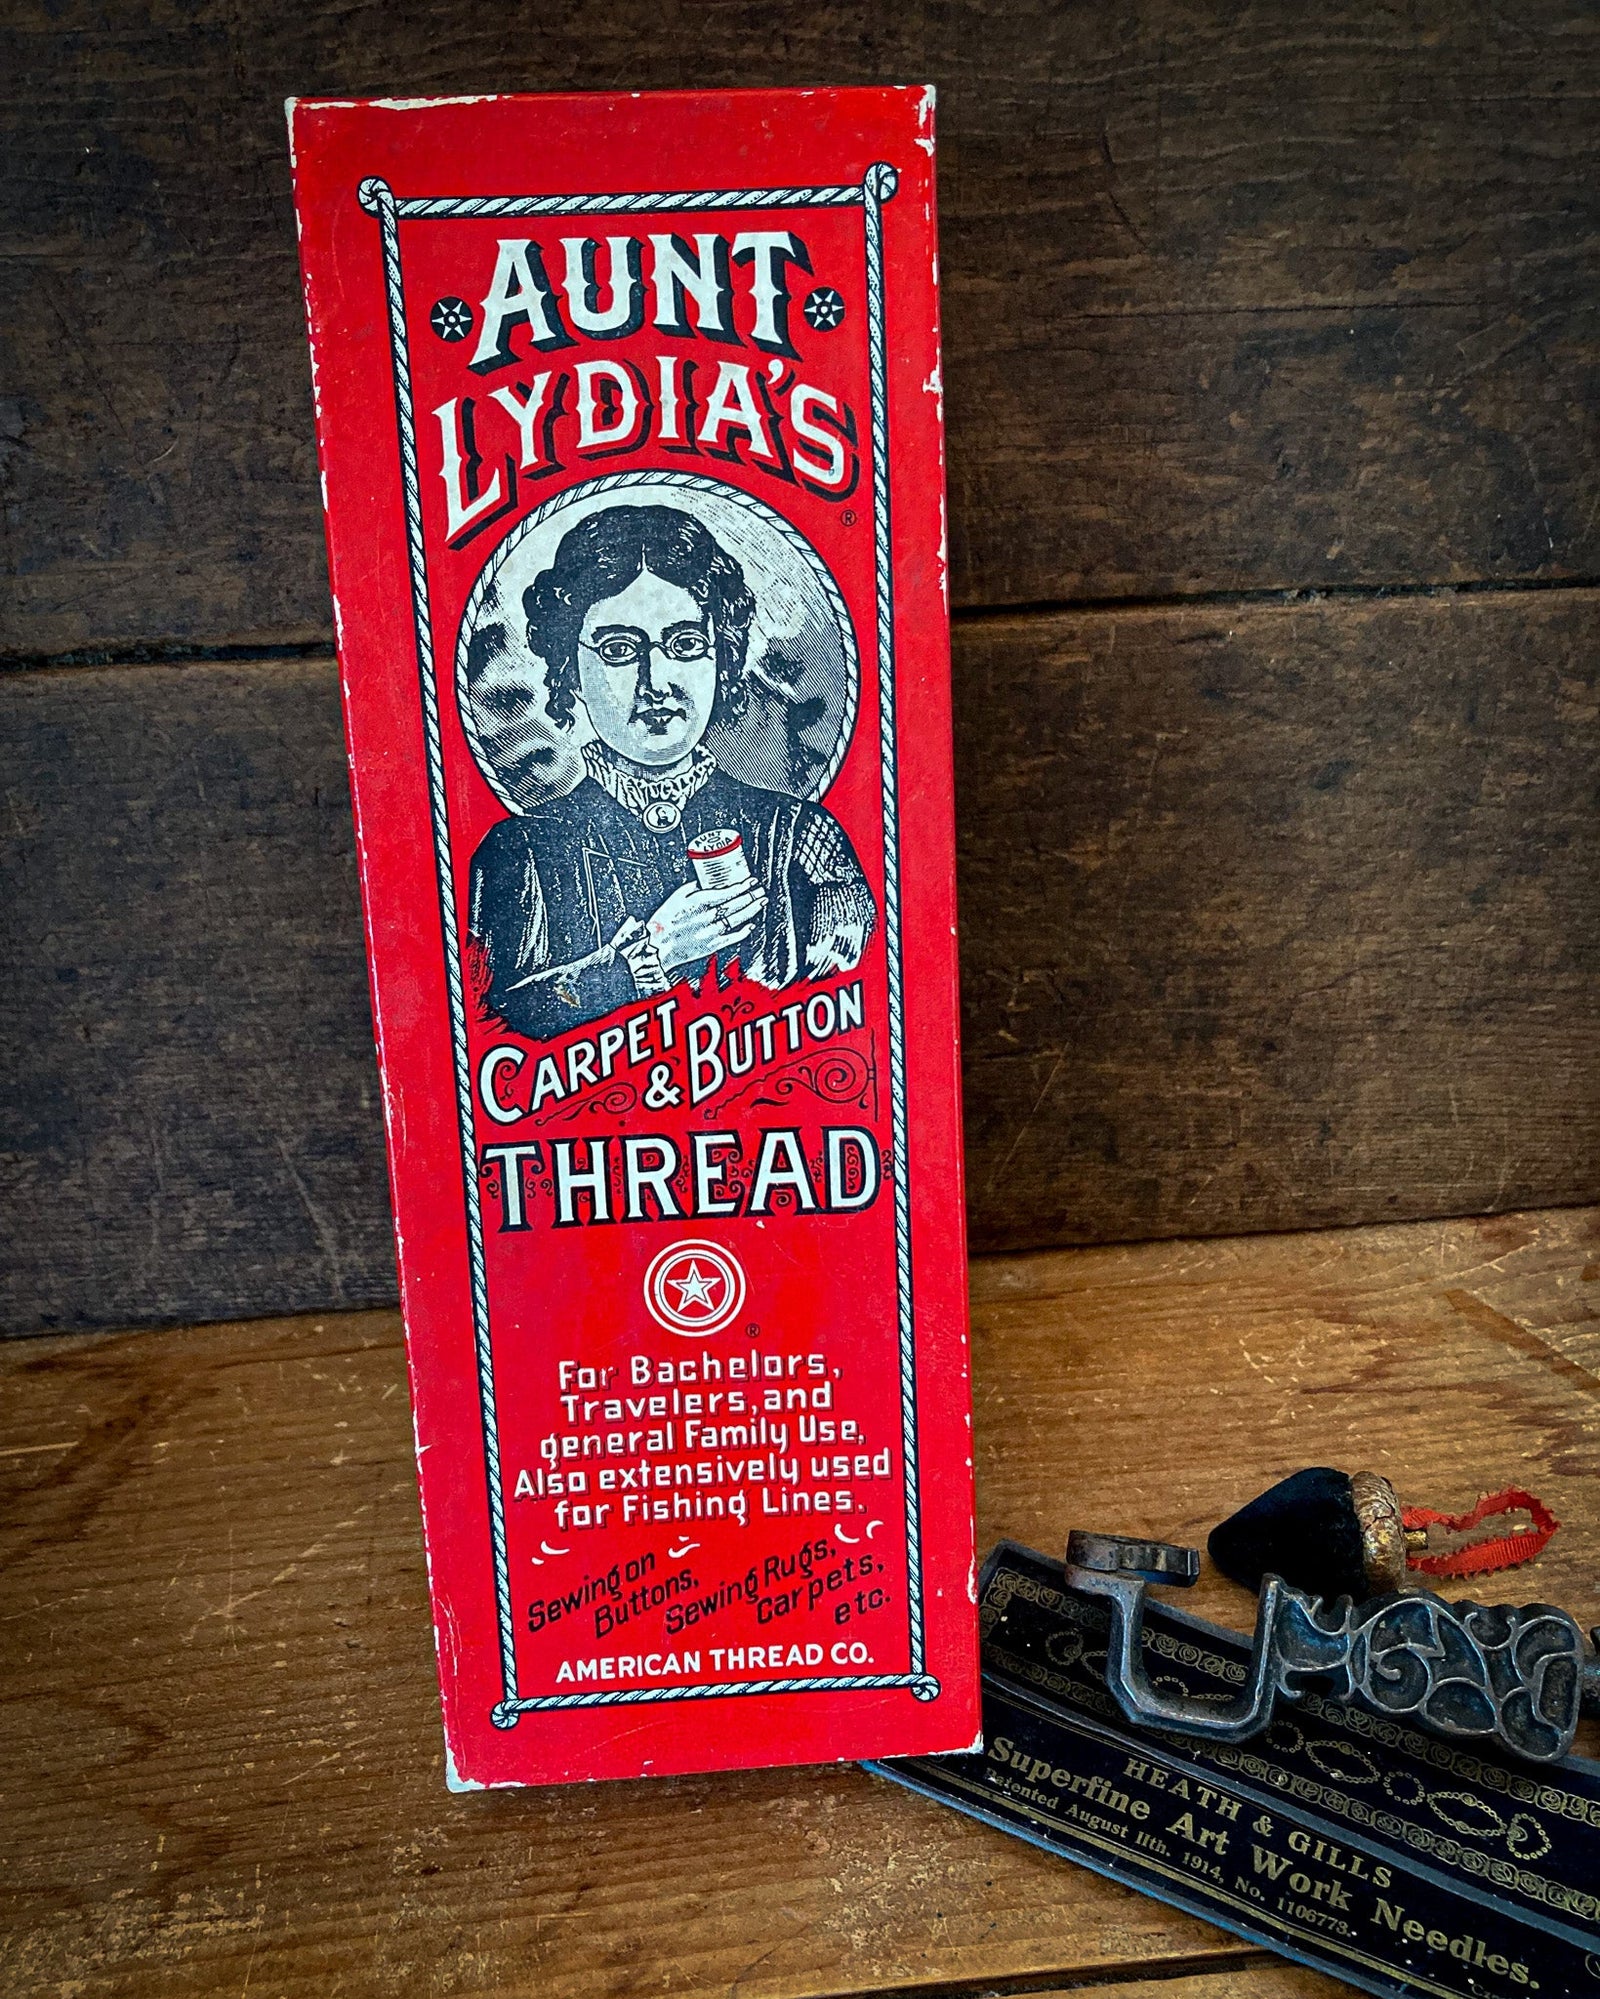 AUNT
LYDIA'S
®
AUNT
LYDIA
CARPET
& BUTTON
THREAD
®
For Bachelors,
Travelers, and
general Family Use.
Also extensively used
for Fishing Lines.
Sewing on
Buttons.
Sewing Rugs,
carpets,
etc.
AMERICAN THREAD CO.
HEATH & GILLS
Superfine Art Work Needles.
Patented August 11th. 1914, No. 1106773.